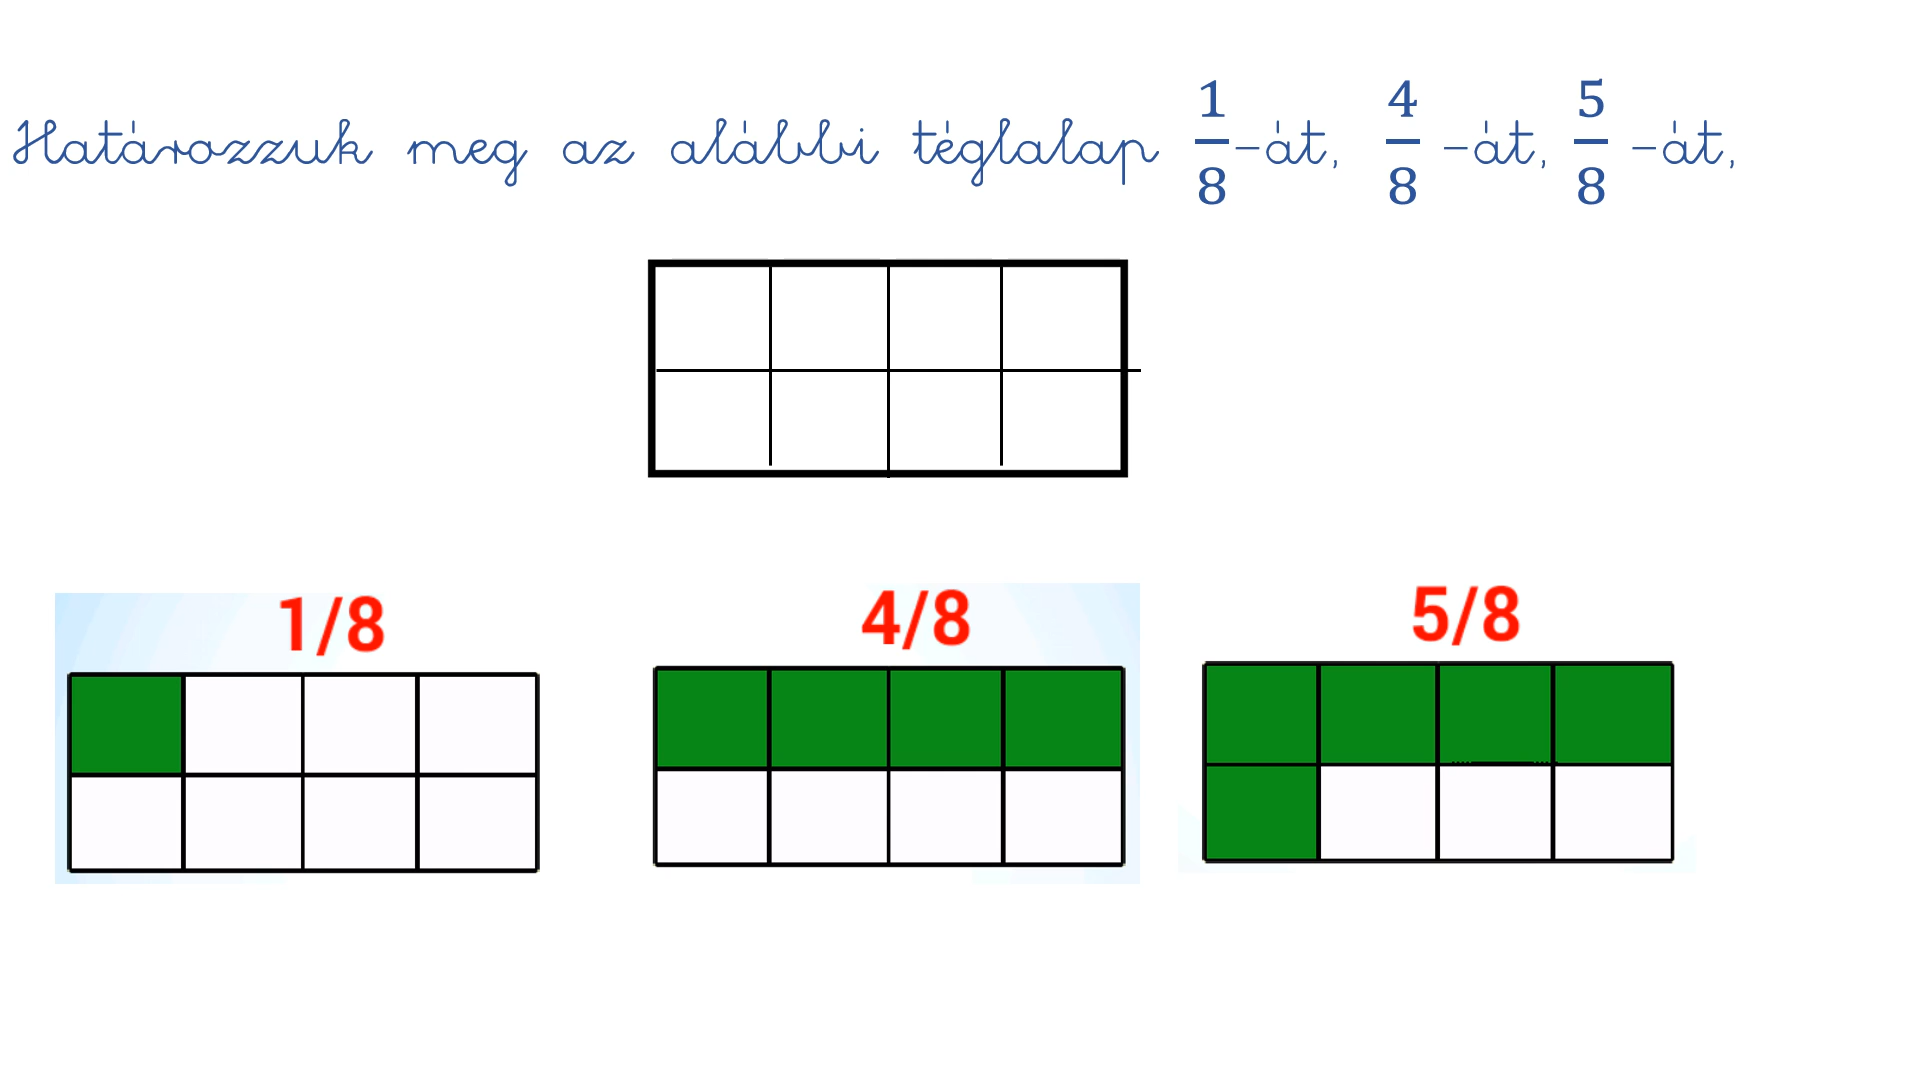 Határozzuk meg az alábbi téglalap 1/8-át, 4/8 -át, 5/8 -át,
1/8 4/8 5/8